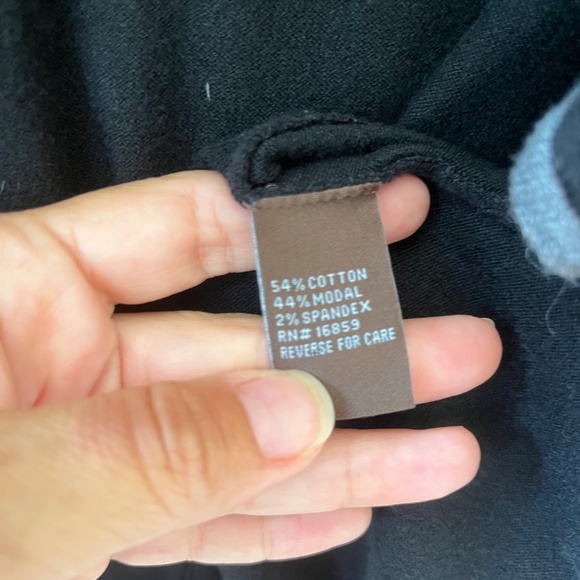 54% COTTON
44% MODAL
2% SPANDEX
RN# 16859
REVERSE FOR CARE